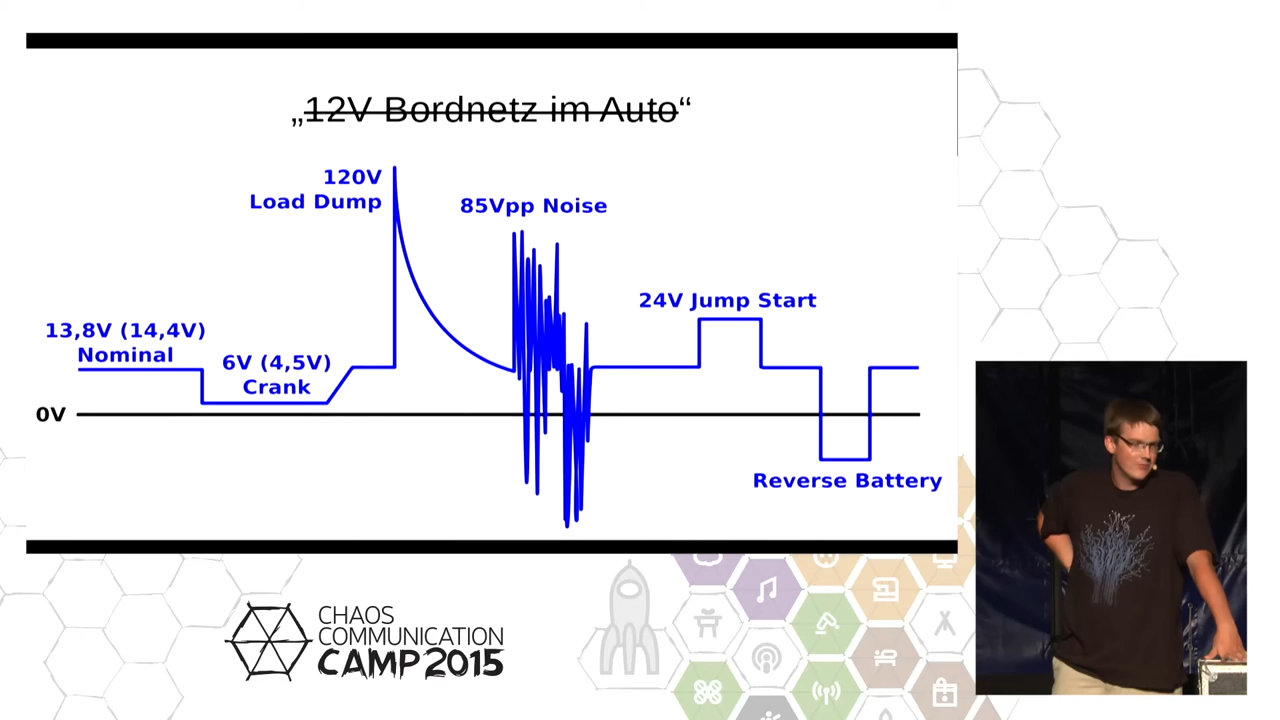 „12V Bordnetz im Auto“
120V
Load Dump
85Vpp Noise
24V Jump Start
13,8V (14,4V)
Nominal
6V (4,5V)
Crank
0V
Reverse Battery
CHAOS
COMMUNICATION
CAMP 2015